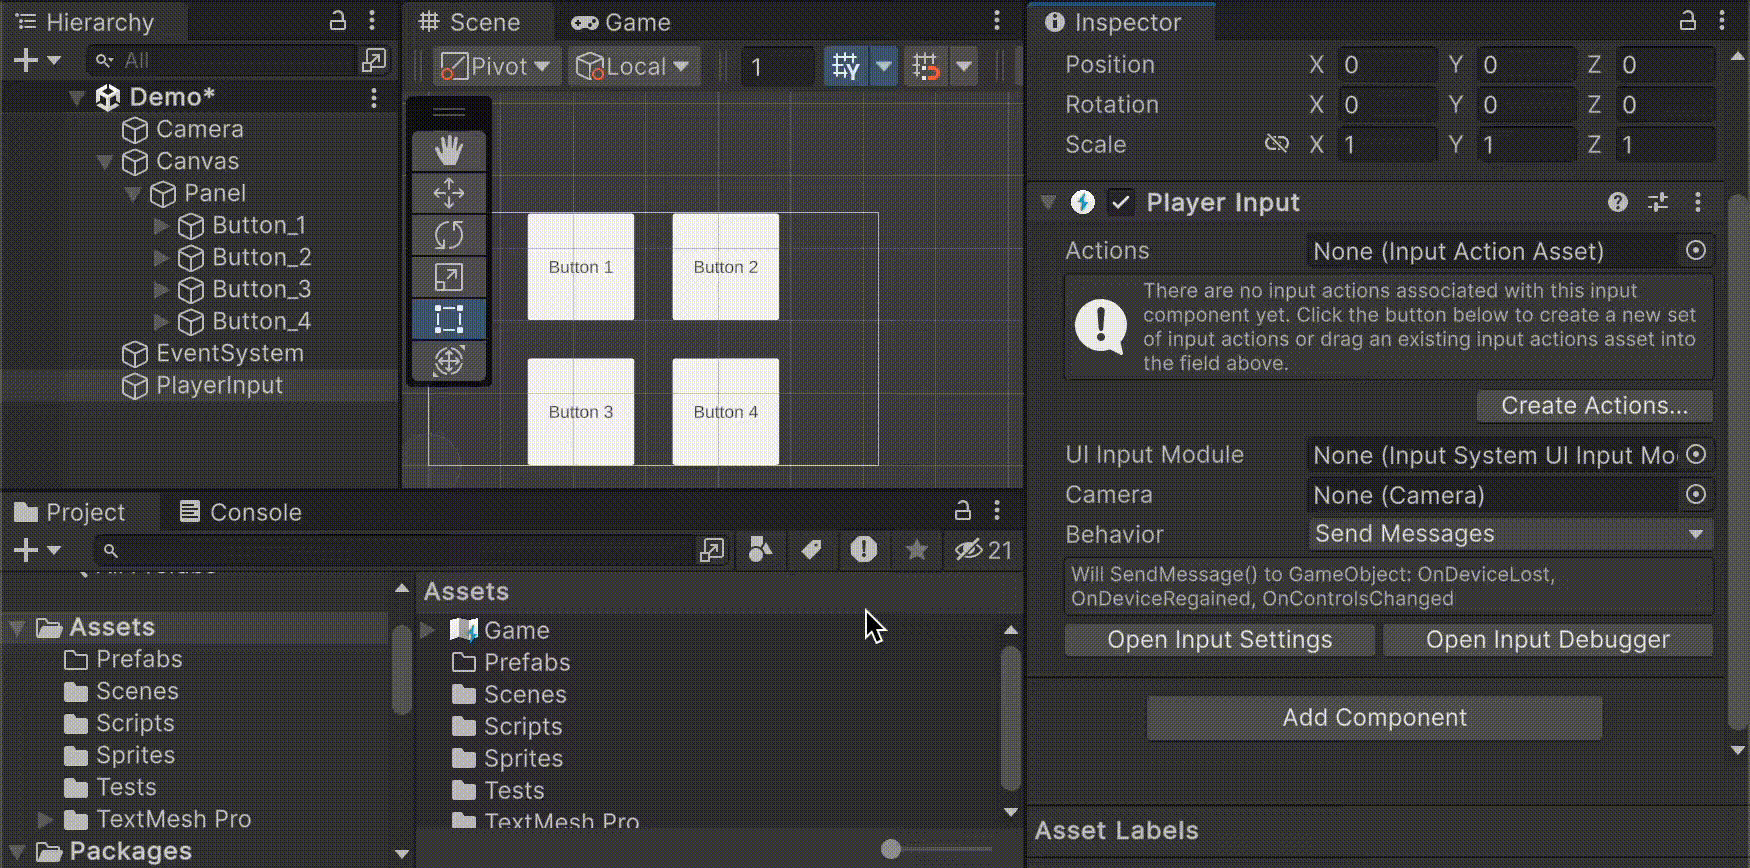 Hierarchy
All
Demo*
Camera
Canvas
Panel
Button_1
Button_2
Button_3
Button_4
EventSystem
PlayerInput
Scene
Game
Pivot
Local
1
Button 1
Button 2
Button 3
Button 4
Project
Console
21
Assets
Prefabs
Scenes
Scripts
Sprites
Tests
TextMesh Pro
Packages
Assets
Game
Prefabs
Scenes
Scripts
Sprites
Tests
TextMesh Pro
Inspector
Position X 0 Y 0 Z 0
Rotation X 0 Y 0 Z 0
Scale X 1 Y 1 Z 1
Player Input
Actions None (Input Action Asset)
There are no input actions associated with this input
component yet. Click the button below to create a new set
of input actions or drag an existing input actions asset into
the field above.
Create Actions...
UI Input Module None (Input System UI Input Mo
Camera None (Camera)
Behavior Send Messages
Will SendMessage() to GameObject: OnDeviceLost,
OnDeviceRegained, OnControlsChanged
Open Input Settings Open Input Debugger
Add Component
Asset Labels